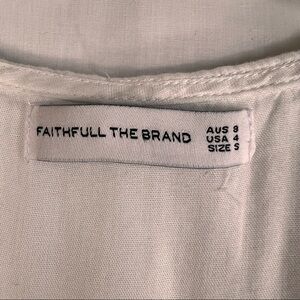 FAITHFULL THE BRAND
AUS 8
USA 4
SIZE S